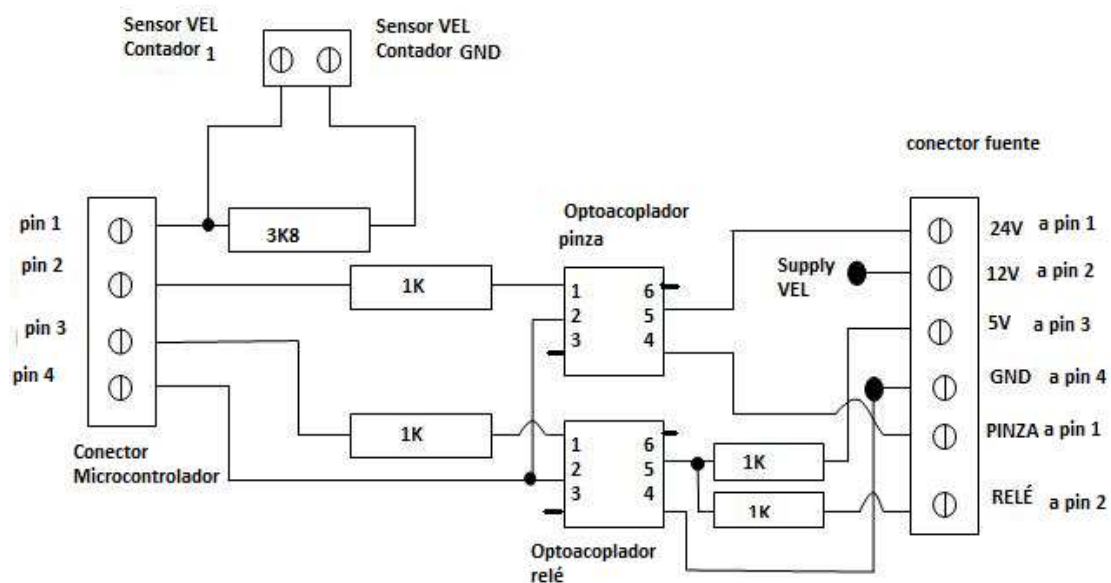 Sensor VEL
Contador 1
Sensor VEL
Contador GND
conector fuente
pin 1
pin 2
pin 3
pin 4
3K8
1K
1K
Conector
Microcontrolador
Optoacoplador
pinza
1 6
2 5
3 4
Optoacoplador
relé
1 6
2 5
3 4
1K
1K
Supply
VEL
24V a pin 1
12V a pin 2
5V a pin 3
GND a pin 4
PINZA a pin 1
RELÉ a pin 2